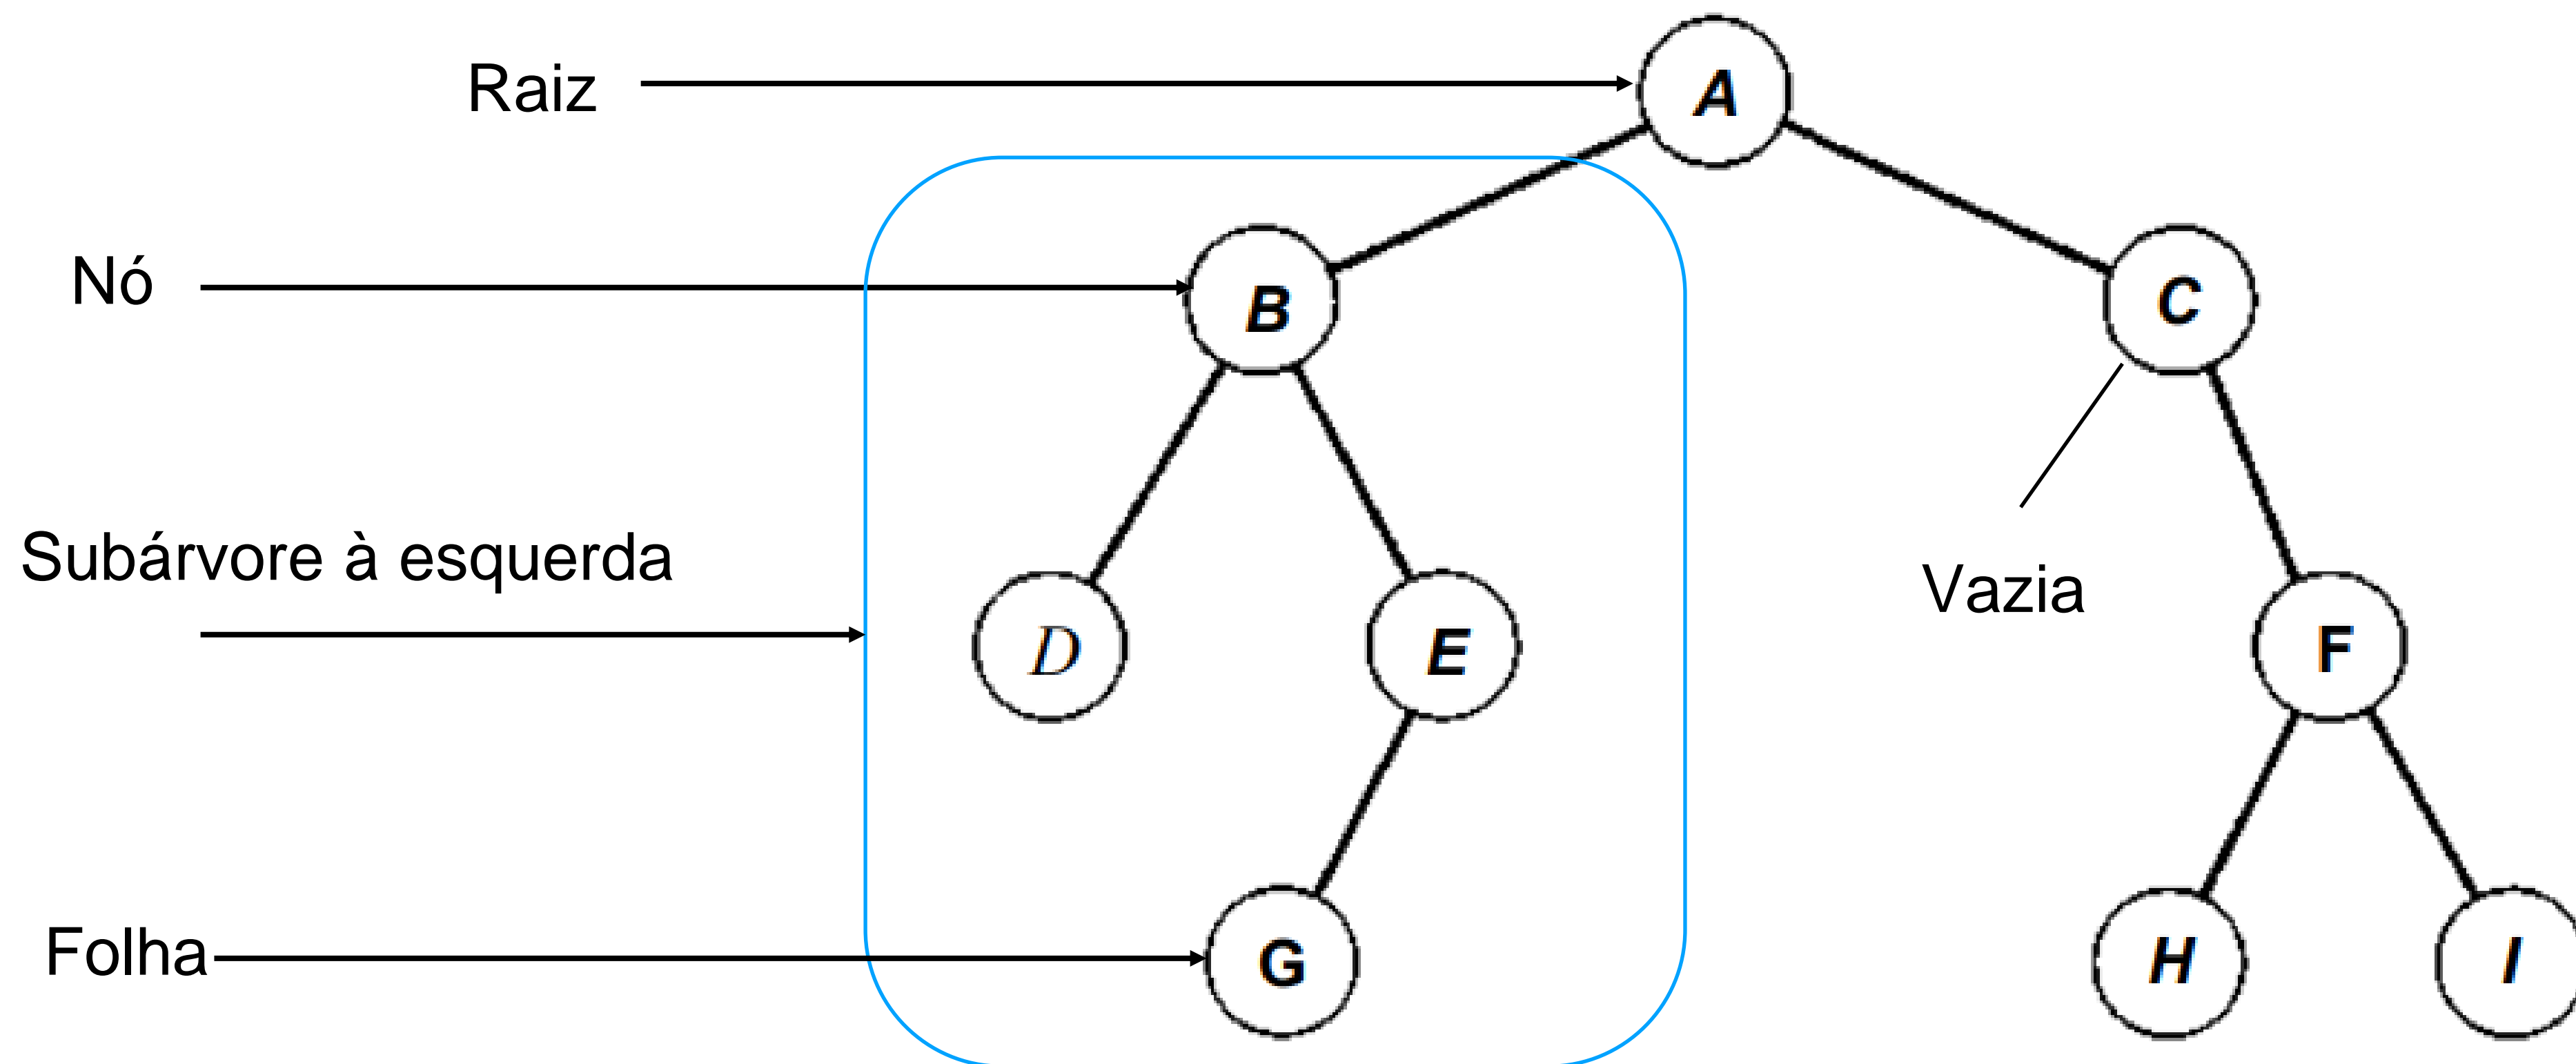 Raiz
A
Nó
B
C
Subárvore à esquerda
Vazia
D
E
F
Folha
G
H
I